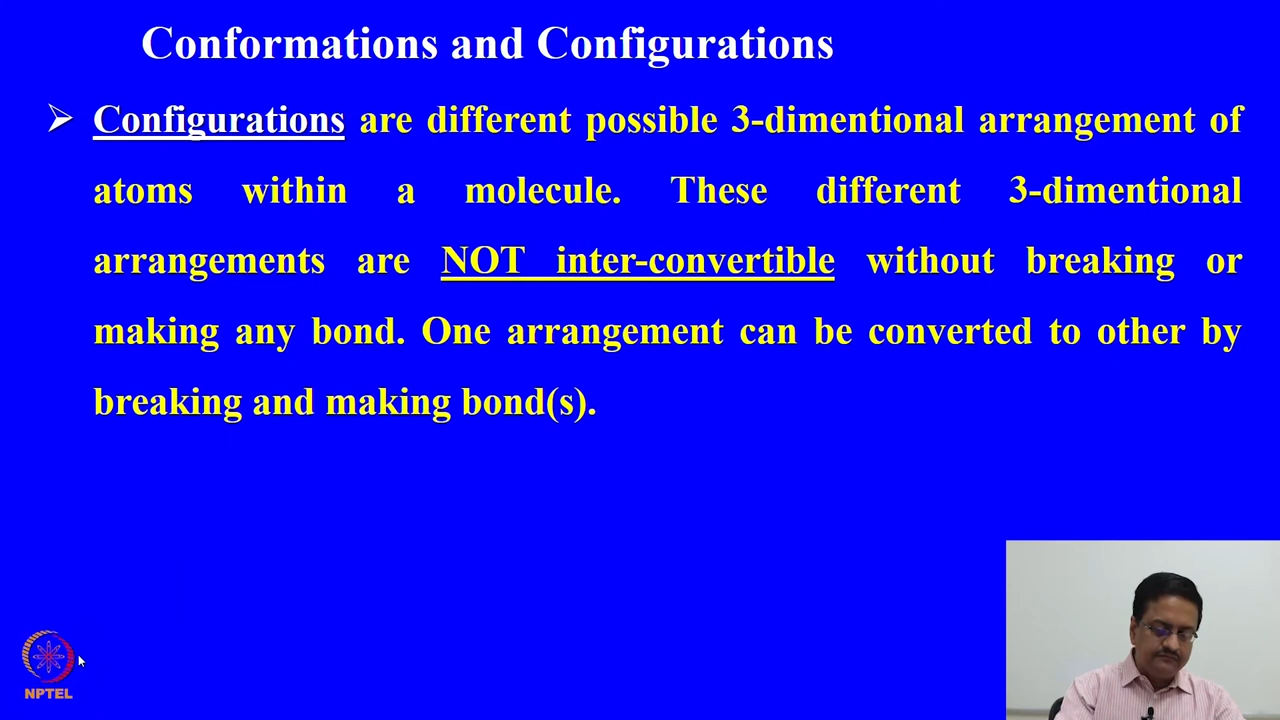 Conformations and Configurations
➢ Configurations are different possible 3-dimentional arrangement of
atoms within a molecule. These different 3-dimentional
arrangements are NOT inter-convertible without breaking or
making any bond. One arrangement can be converted to other by
breaking and making bond(s).
NPTEL